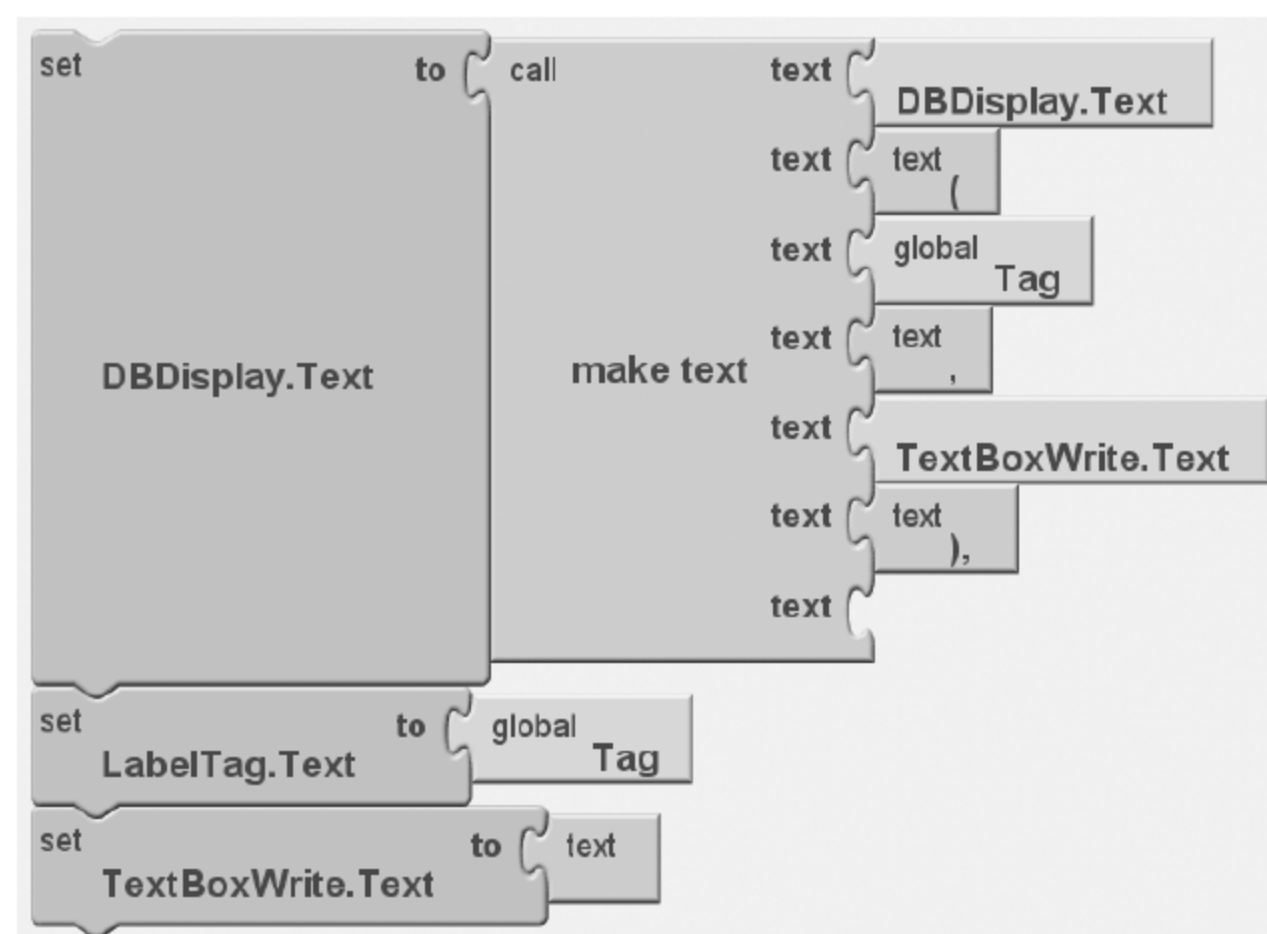 set to call text
DBDisplay.Text
text text
(
text global
Tag
text text
,
DBDisplay.Text make text
text
TextBoxWrite.Text
text text
),
text
set to global
LabelTag.Text Tag
set to text
TextBoxWrite.Text